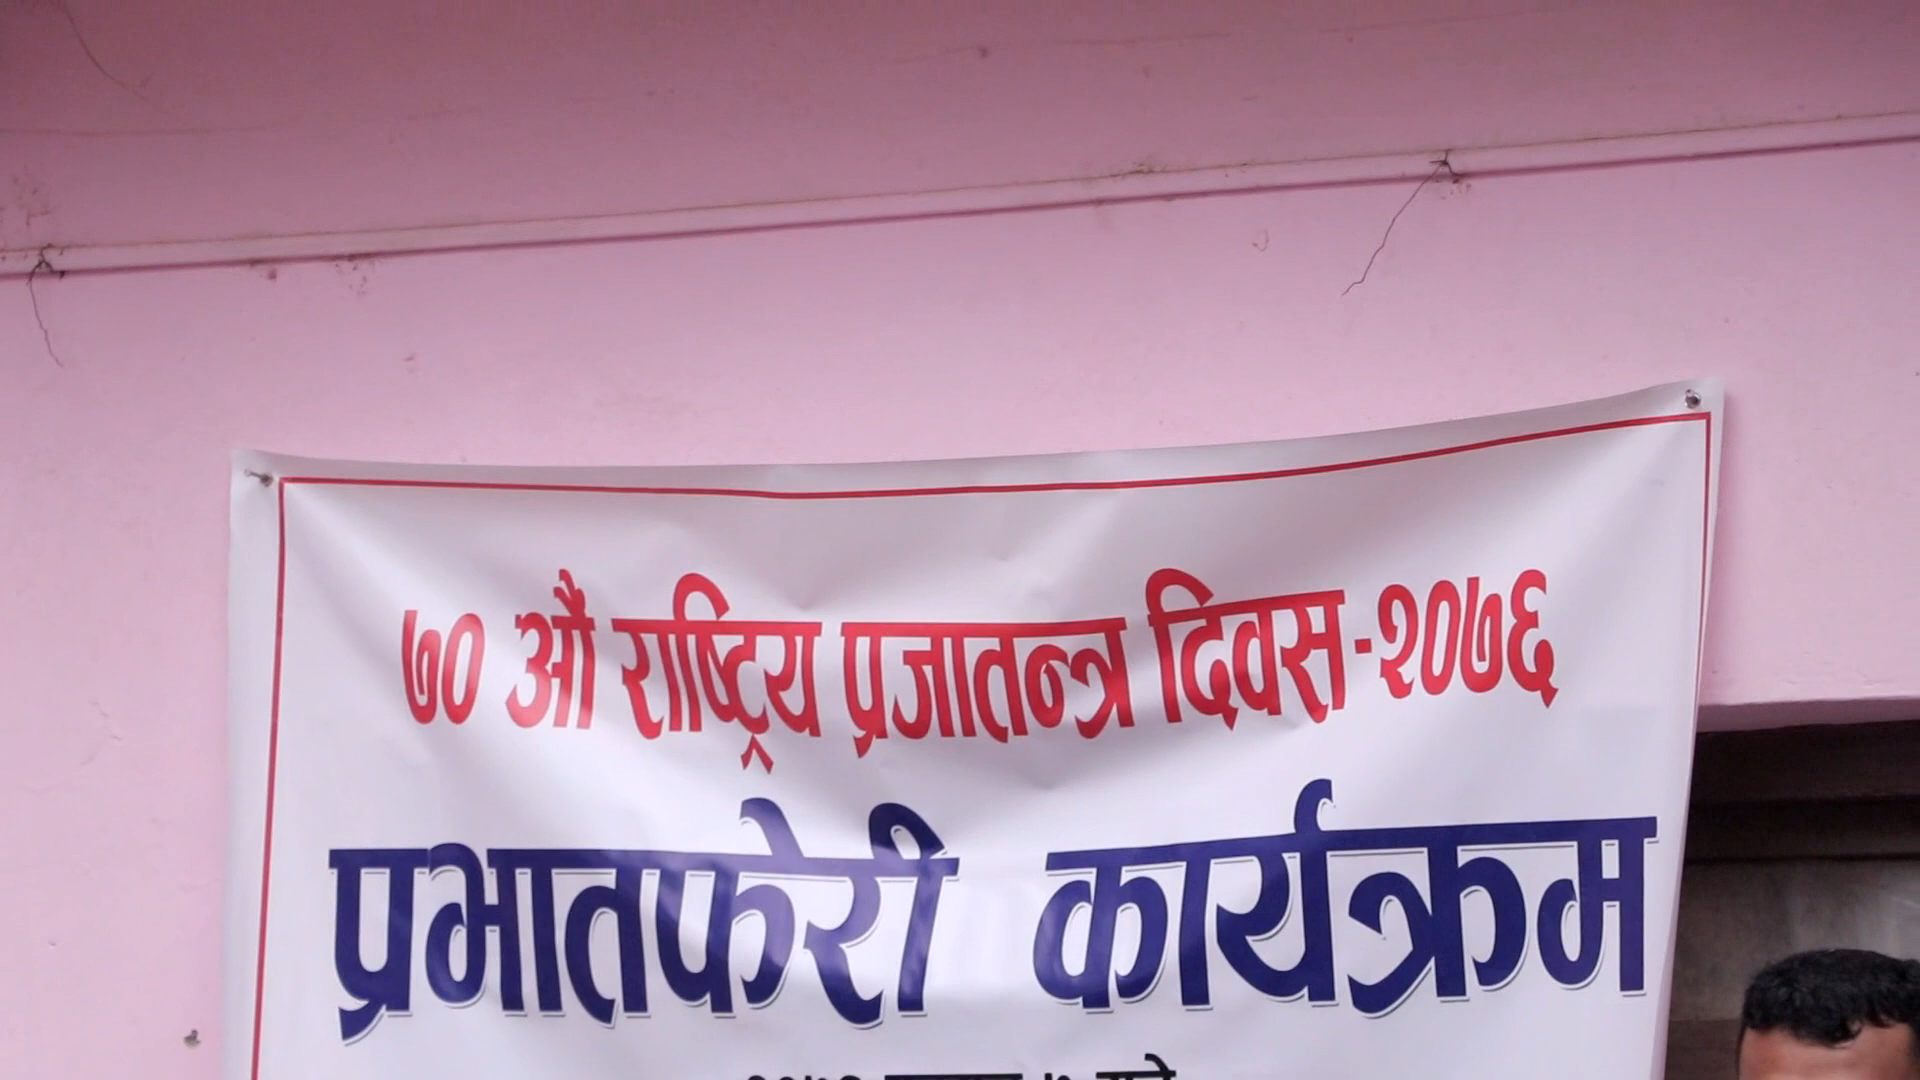 ७० औ राष्ट्रिय प्रजातन्त्र दिवस-२०७६
प्रभातफेरी कार्यक्रम